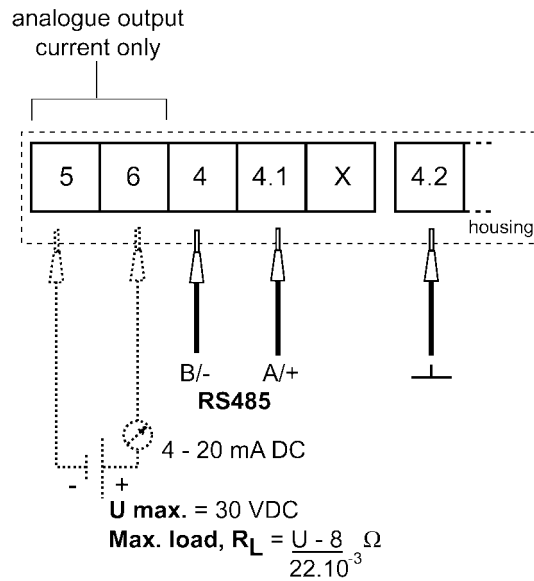 analogue output
current only
5 6 4 4.1 X 4.2
housing
B/- A/+
RS485
4 - 20 mA DC
- +
U max. = 30 VDC
Max. load, RL = U - 8 Ω
22.10-3